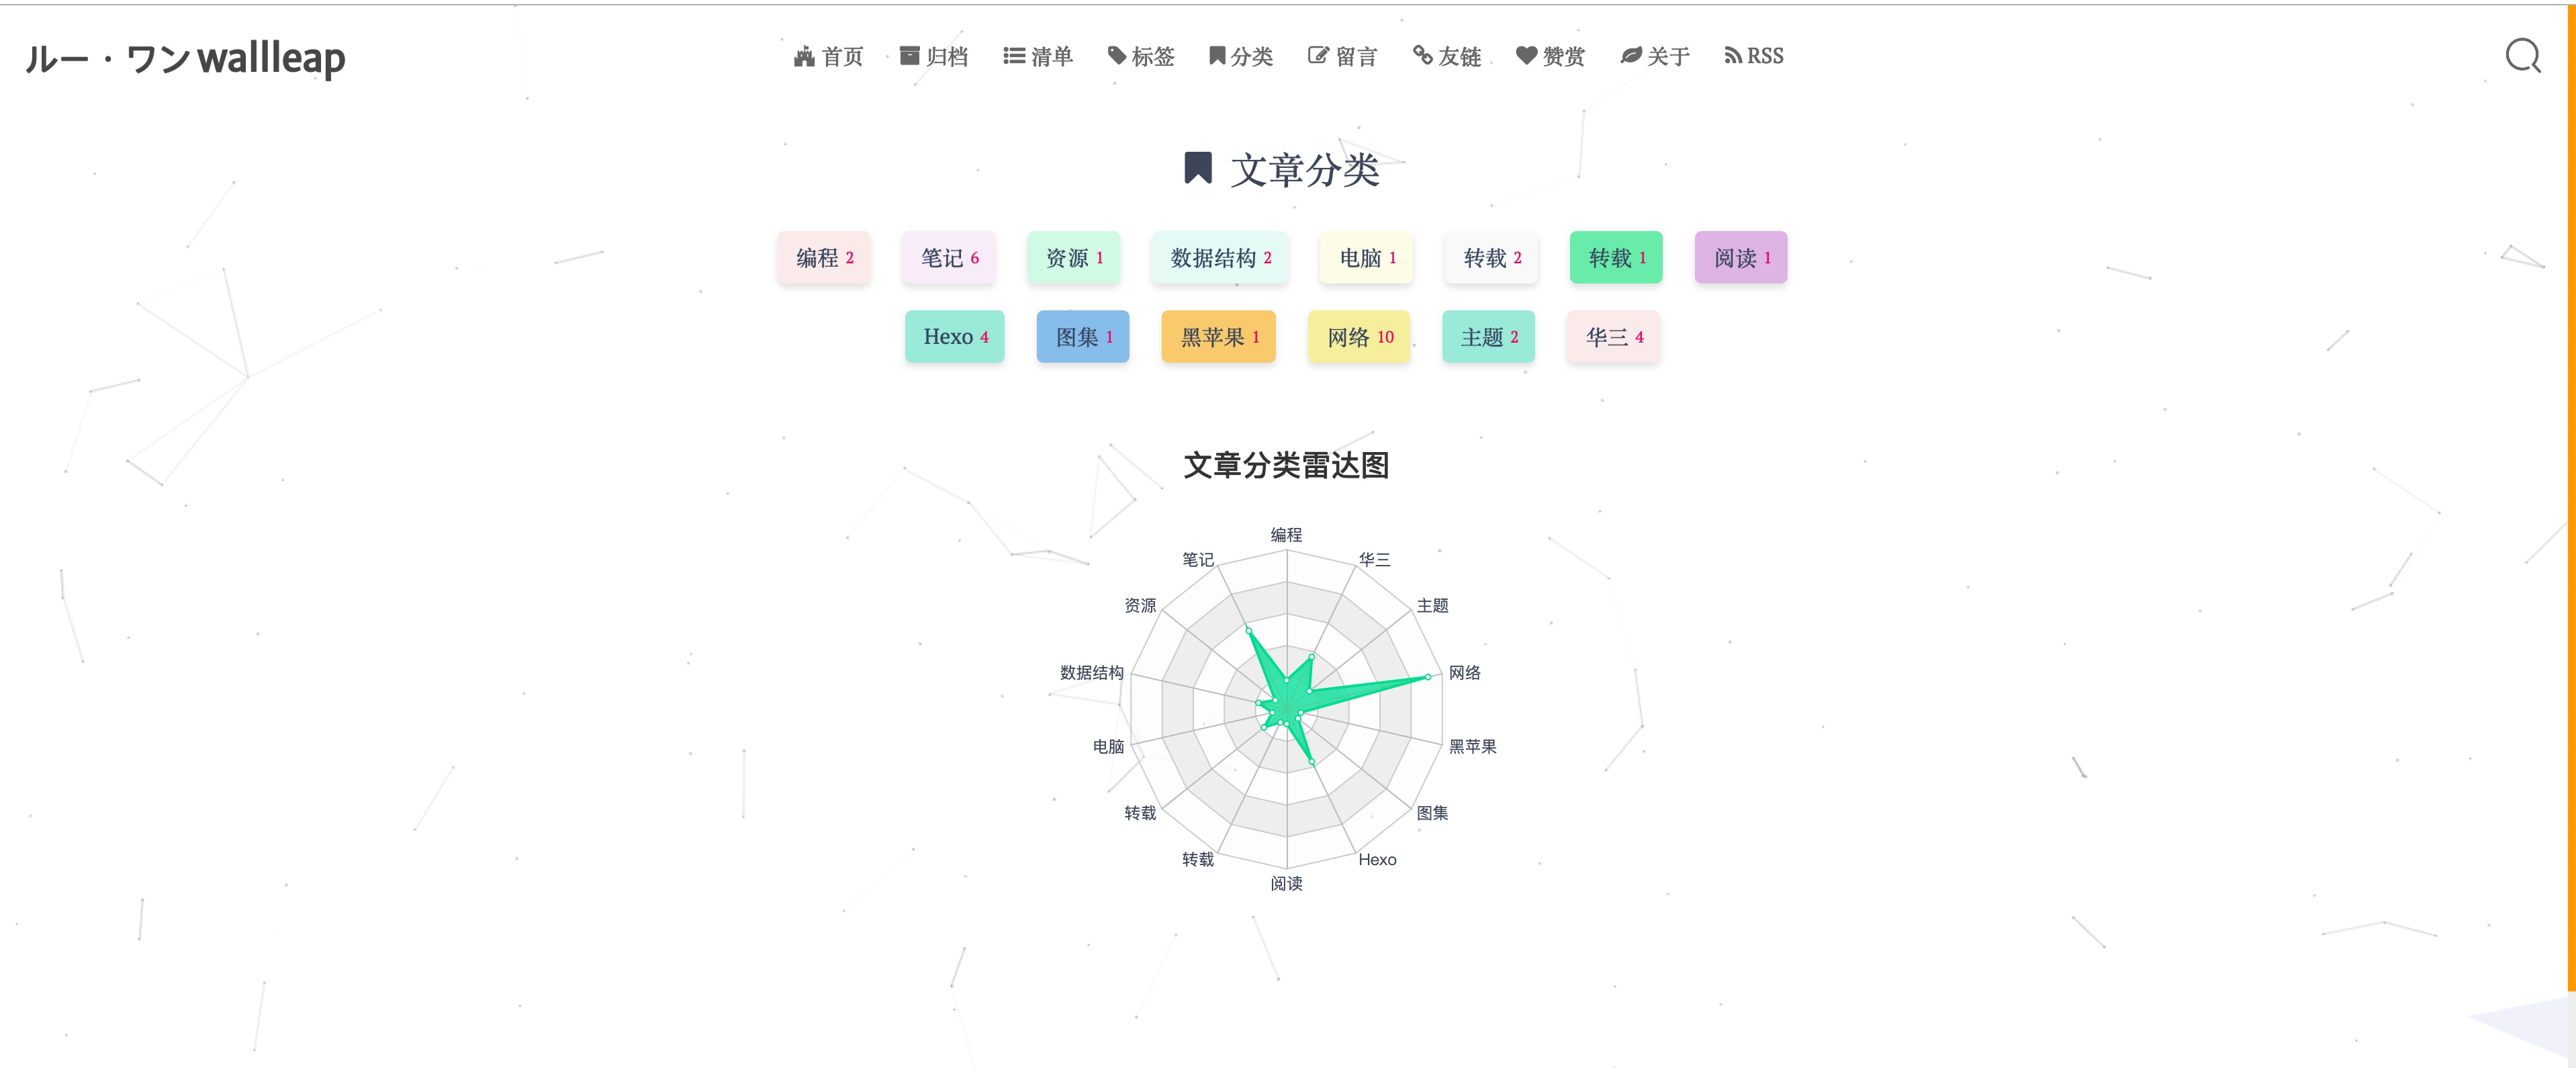 ルー・ワン wallleap
首页 归档 清单 标签 分类 留言 友链 赞赏 关于 RSS
文章分类
编程 2 笔记 6 资源 1 数据结构 2 电脑 1 转载 2 转载 1 阅读 1
Hexo 4 图集 1 黑苹果 1 网络 10 主题 2 华三 4
文章分类雷达图
编程
笔记 华三
资源 主题
数据结构 网络
电脑 黑苹果
转载 图集
转载 Hexo
阅读